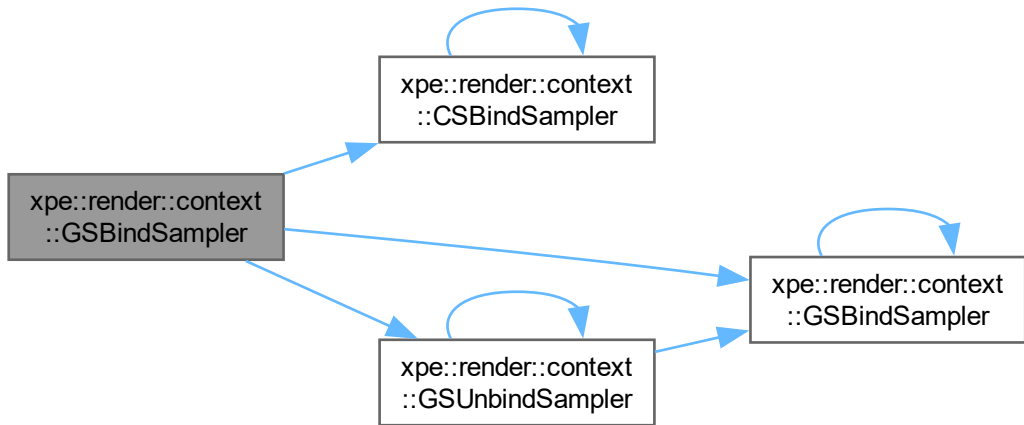 xpe::render::context
::CSBindSampler
xpe::render::context
::GSBindSampler
xpe::render::context
::GSBindSampler
xpe::render::context
::GSUnbindSampler